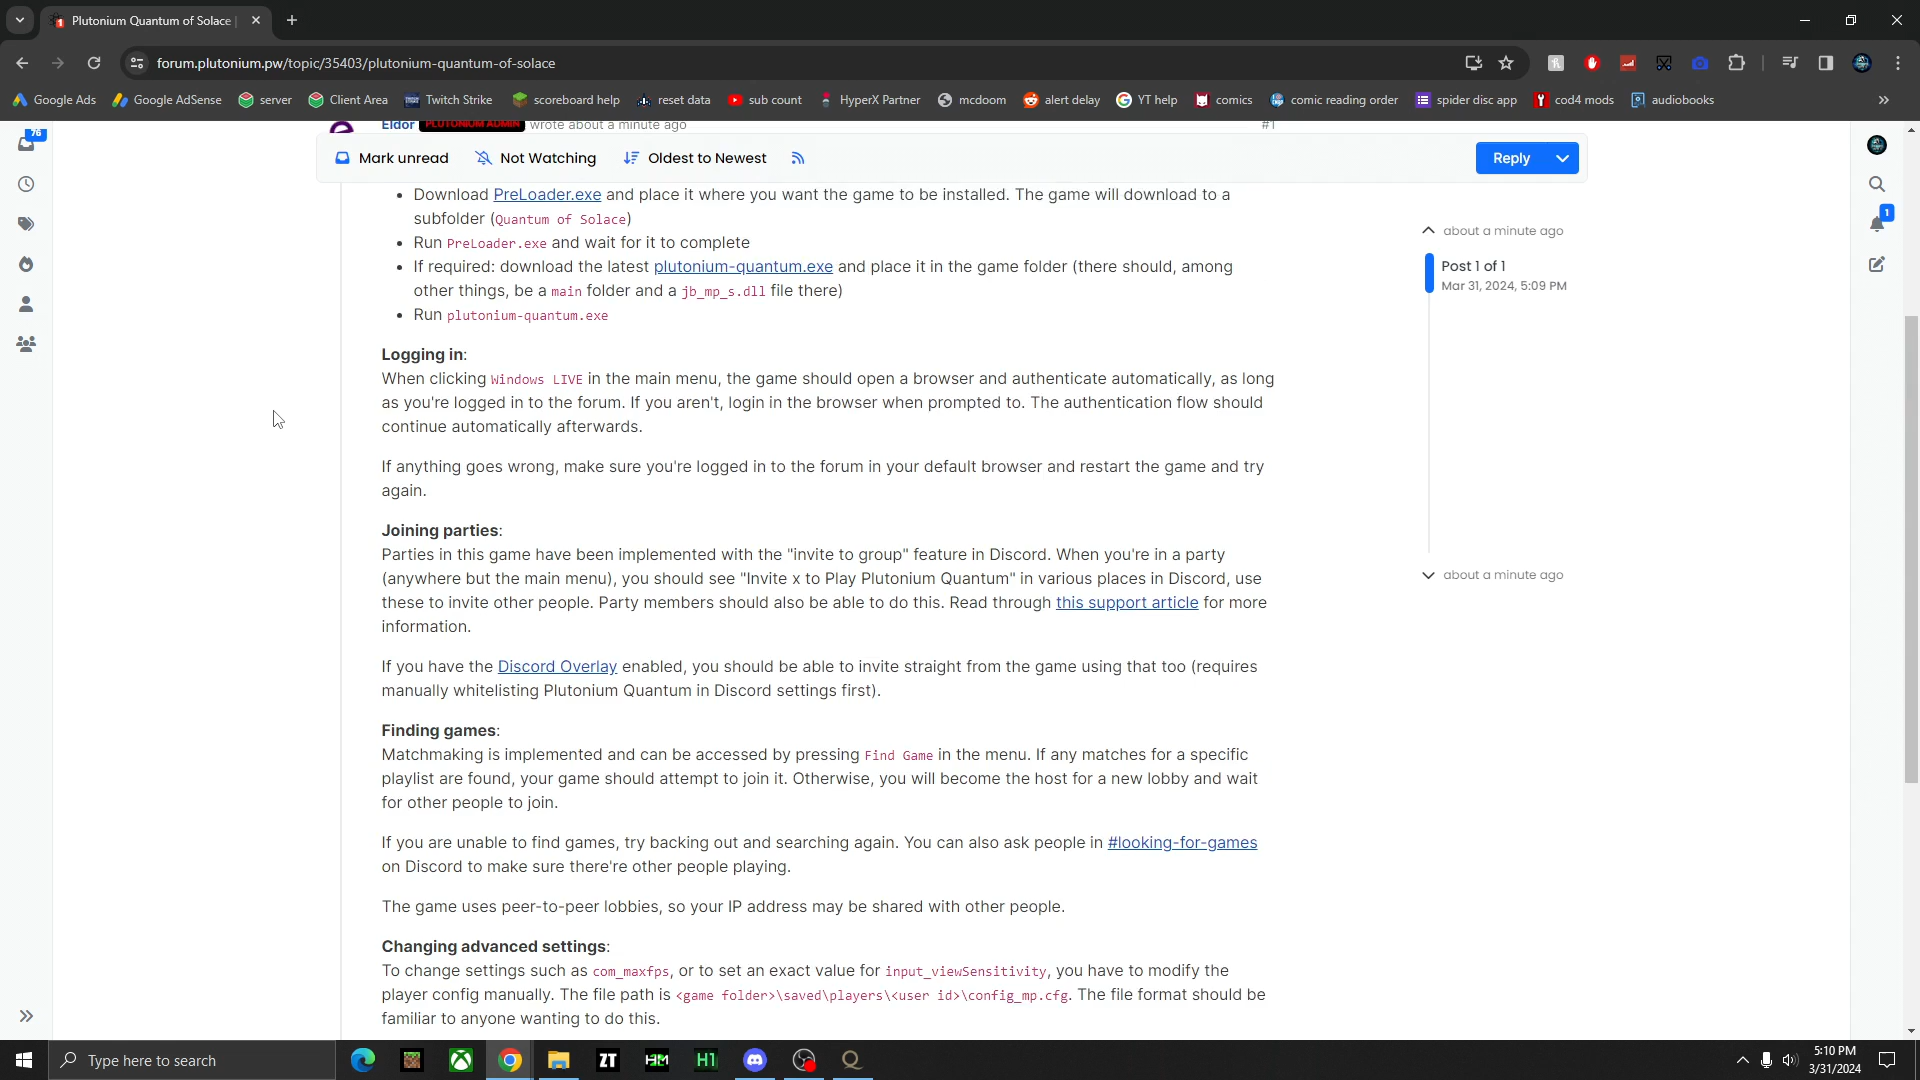 Plutonium Quantum of Solace |
forum.plutonium.pw/topic/35403/plutonium-quantum-of-solace
Google Ads Google AdSense server Client Area Twitch Strike scoreboard help reset data sub count HyperX Partner mcdoom alert delay YT help comics comic reading order spider disc app cod4 mods audiobooks
76
Eldor PLUTONIUM ADMIN wrote about a minute ago #1
Mark unread Not Watching Oldest to Newest Reply
Download PreLoader.exe and place it where you want the game to be installed. The game will download to a
subfolder (Quantum of Solace)
Run PreLoader.exe and wait for it to complete
If required: download the latest plutonium-quantum.exe and place it in the game folder (there should, among
other things, be a main folder and a jb_mp_s.dll file there)
Run plutonium-quantum.exe
Logging in:
When clicking Windows LIVE in the main menu, the game should open a browser and authenticate automatically, as long
as you're logged in to the forum. If you aren't, login in the browser when prompted to. The authentication flow should
continue automatically afterwards.
If anything goes wrong, make sure you're logged in to the forum in your default browser and restart the game and try
again.
Joining parties:
Parties in this game have been implemented with the "invite to group" feature in Discord. When you're in a party
(anywhere but the main menu), you should see "Invite x to Play Plutonium Quantum" in various places in Discord, use
these to invite other people. Party members should also be able to do this. Read through this support article for more
information.
If you have the Discord Overlay enabled, you should be able to invite straight from the game using that too (requires
manually whitelisting Plutonium Quantum in Discord settings first).
Finding games:
Matchmaking is implemented and can be accessed by pressing Find Game in the menu. If any matches for a specific
playlist are found, your game should attempt to join it. Otherwise, you will become the host for a new lobby and wait
for other people to join.
If you are unable to find games, try backing out and searching again. You can also ask people in #looking-for-games
on Discord to make sure there're other people playing.
The game uses peer-to-peer lobbies, so your IP address may be shared with other people.
Changing advanced settings:
To change settings such as com_maxfps, or to set an exact value for input_viewSensitivity, you have to modify the
player config manually. The file path is <game folder>\saved\players\<user id>\config_mp.cfg. The file format should be
familiar to anyone wanting to do this.
about a minute ago
Post 1 of 1
Mar 31, 2024, 5:09 PM
about a minute ago
1
Type here to search
ZT
H1
5:10 PM
3/31/2024